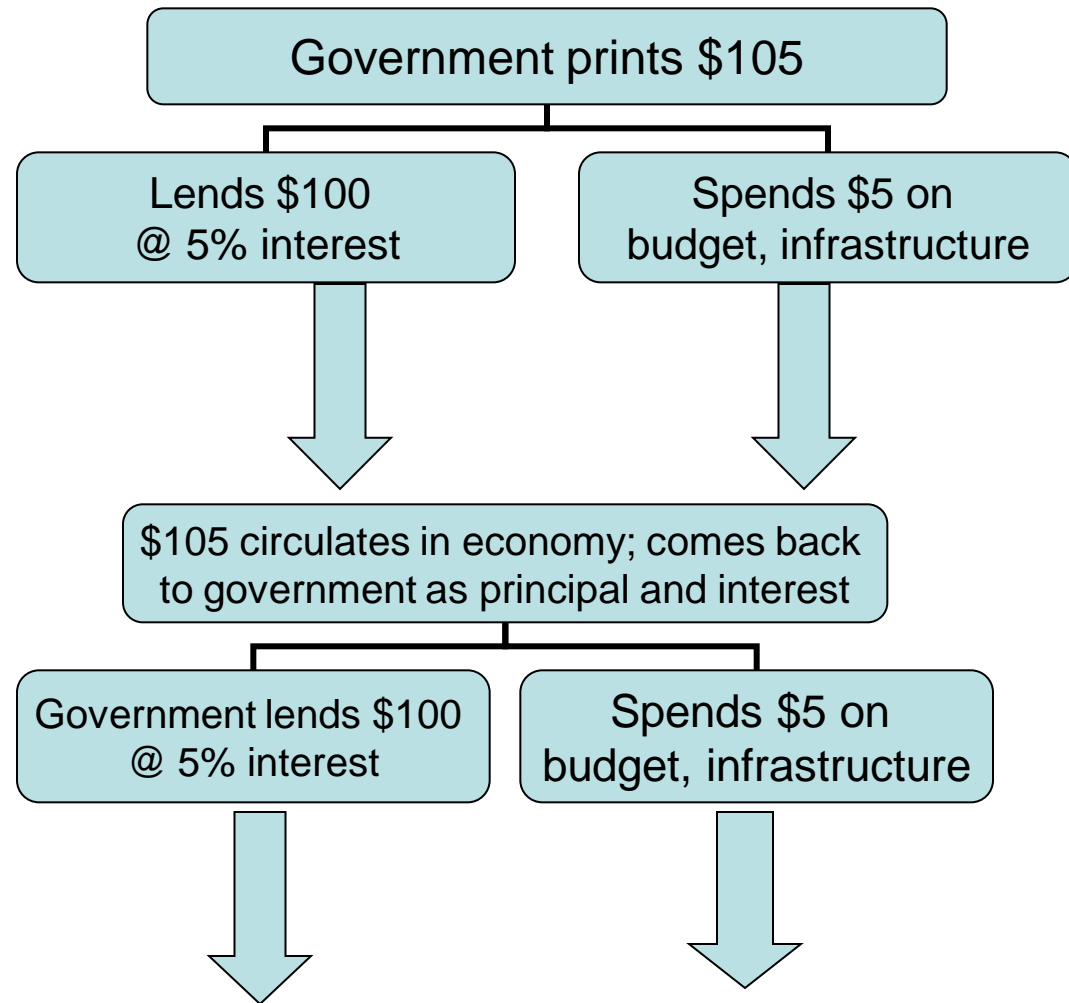 Government prints $105
Lends $100
@ 5% interest
Spends $5 on
budget, infrastructure
$105 circulates in economy; comes back
to government as principal and interest
Government lends $100
@ 5% interest
Spends $5 on
budget, infrastructure